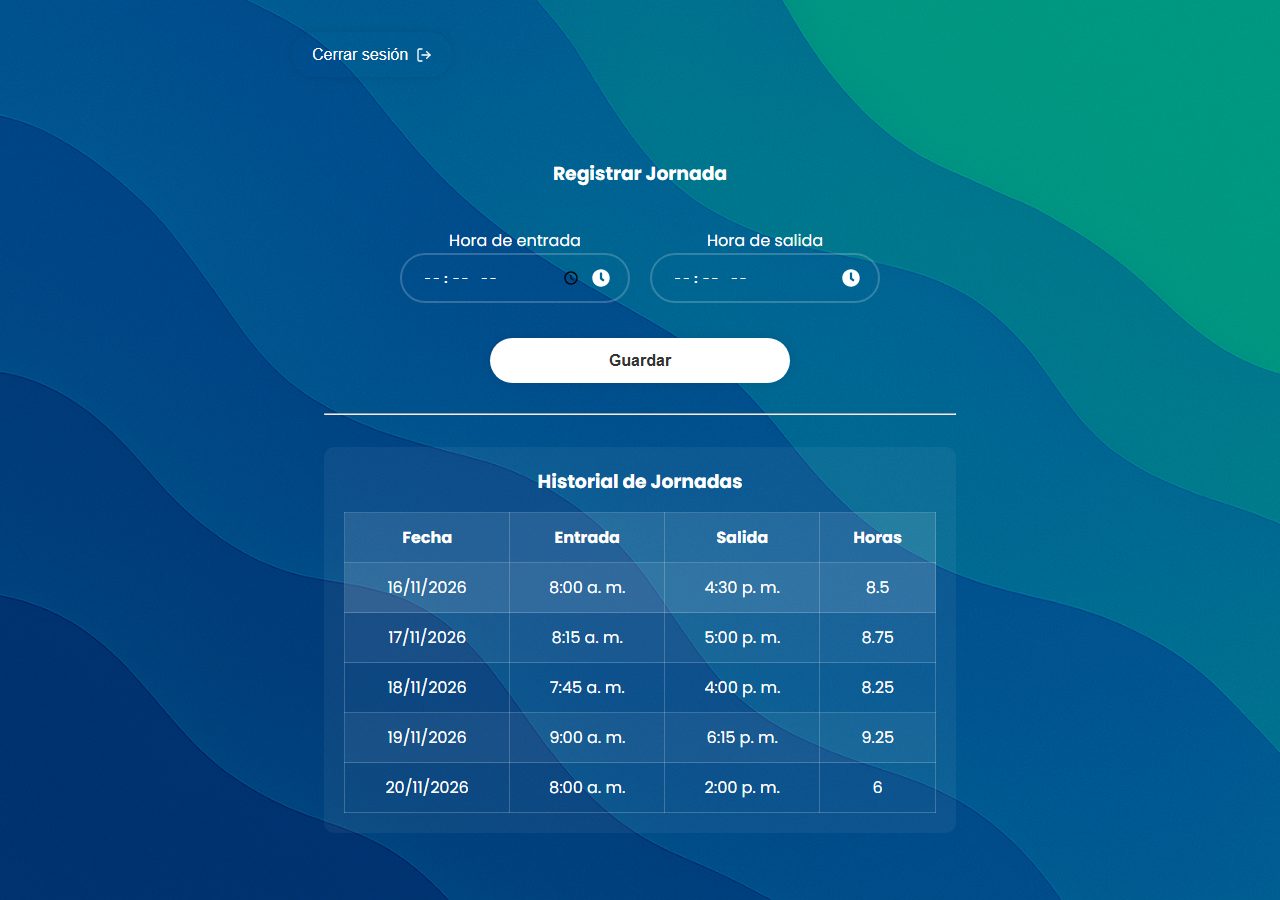 Cerrar sesión
Registrar Jornada
Hora de entrada Hora de salida
--:-- -- --:-- --
Guardar
Historial de Jornadas
Fecha Entrada Salida Horas
16/11/2026 8:00 a. m. 4:30 p. m. 8.5
17/11/2026 8:15 a. m. 5:00 p. m. 8.75
18/11/2026 7:45 a. m. 4:00 p. m. 8.25
19/11/2026 9:00 a. m. 6:15 p. m. 9.25
20/11/2026 8:00 a. m. 2:00 p. m. 6